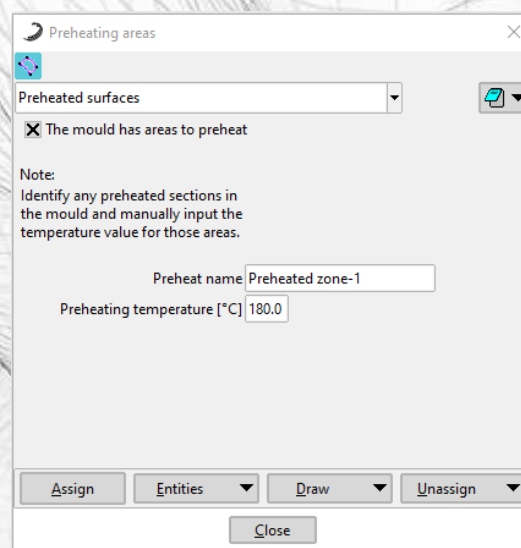 Preheating areas
Preheated surfaces
The mould has areas to preheat
Note:
Identify any preheated sections in
the mould and manually input the
temperature value for those areas.
Preheat name Preheated zone-1
Preheating temperature [°C] 180.0
Assign Entities Draw Unassign
Close